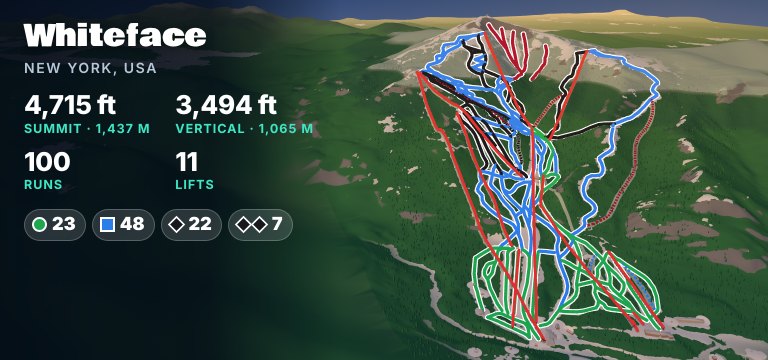 Whiteface
NEW YORK, USA
4,715 ft 3,494 ft
SUMMIT · 1,437 M VERTICAL · 1,065 M
100 11
RUNS LIFTS
23 48 22 7